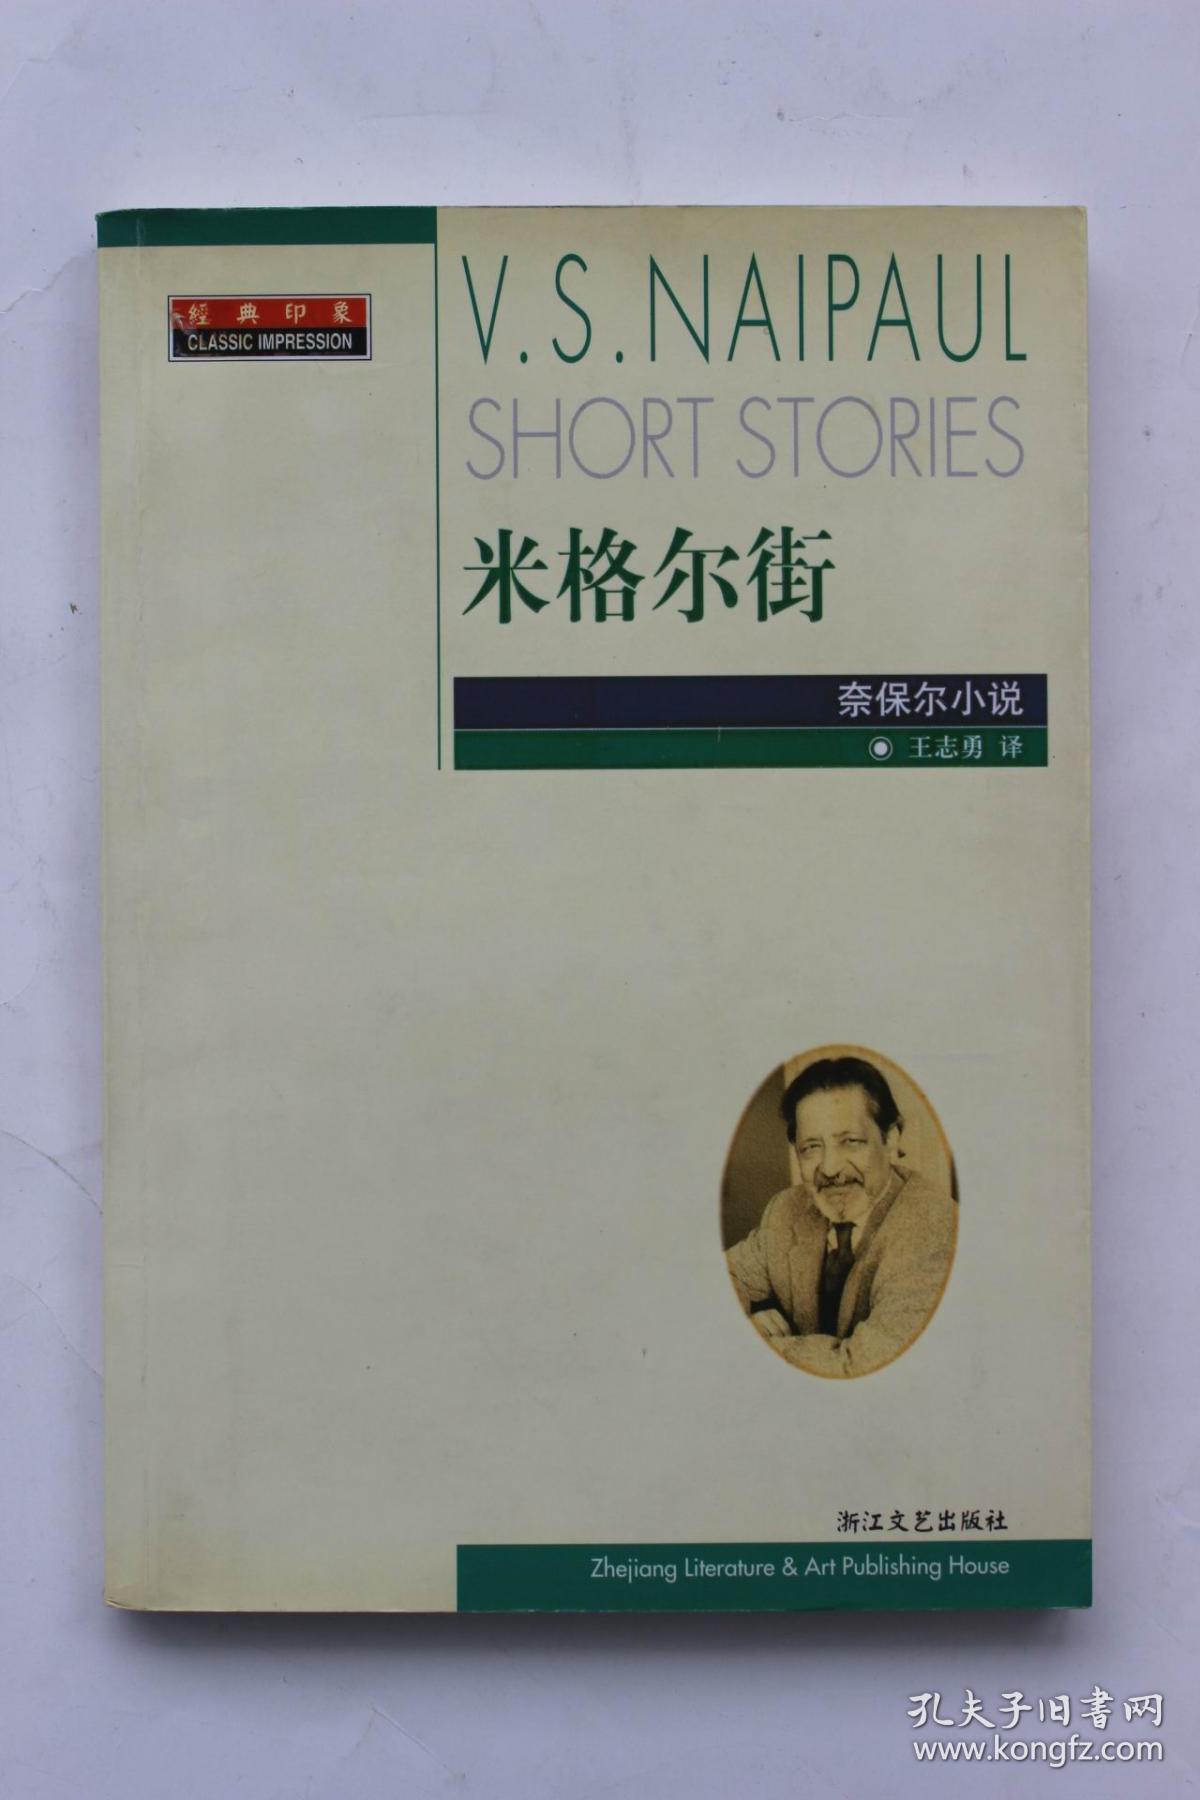 經典印象
CLASSIC IMPRESSION
V.S.NAIPAUL
SHORT STORIES
米格尔街
奈保尔小说
◉ 王志勇 译
浙江文艺出版社
Zhejiang Literature & Art Publishing House
孔夫子旧书网
www.kongfz.com